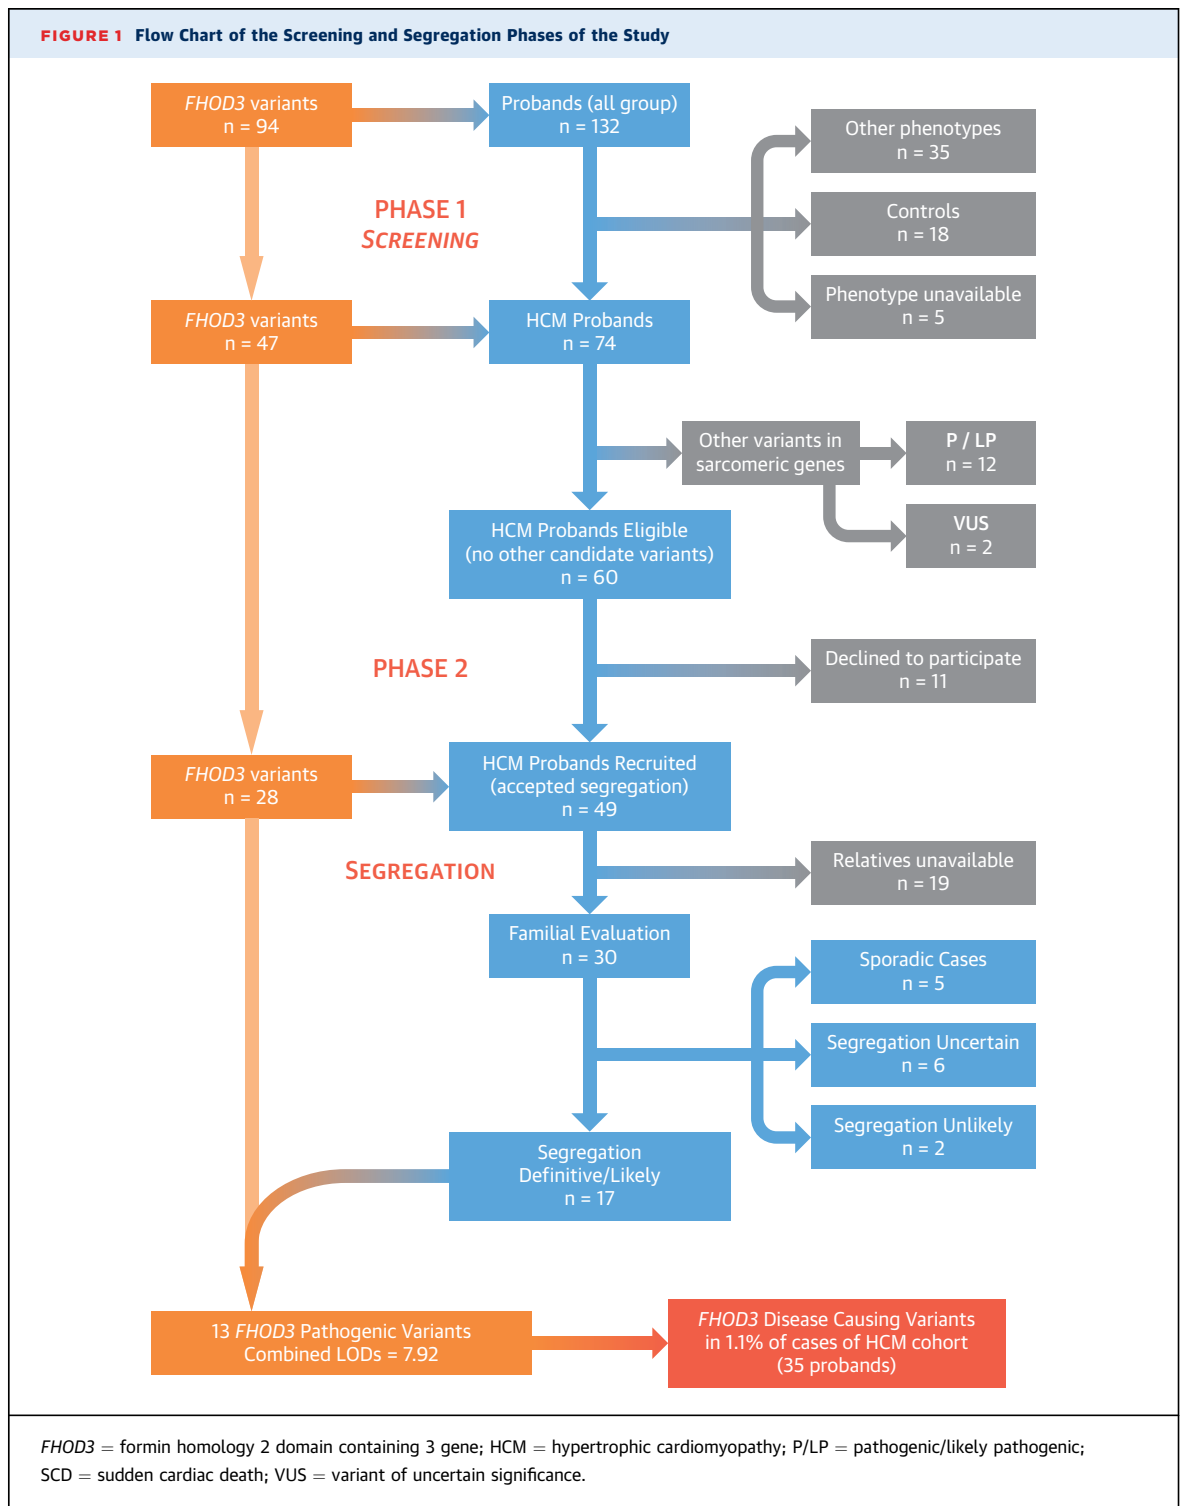 FIGURE 1 Flow Chart of the Screening and Segregation Phases of the Study
FHOD3 variants
n = 94
Probands (all group)
n = 132
Other phenotypes
n = 35
Controls
n = 18
Phenotype unavailable
n = 5
PHASE 1
SCREENING
FHOD3 variants
n = 47
HCM Probands
n = 74
Other variants in
sarcomeric genes
P / LP
n = 12
VUS
n = 2
HCM Probands Eligible
(no other candidate variants)
n = 60
PHASE 2
Declined to participate
n = 11
FHOD3 variants
n = 28
HCM Probands Recruited
(accepted segregation)
n = 49
SEGREGATION
Relatives unavailable
n = 19
Familial Evaluation
n = 30
Sporadic Cases
n = 5
Segregation Uncertain
n = 6
Segregation Unlikely
n = 2
Segregation
Definitive/Likely
n = 17
13 FHOD3 Pathogenic Variants
Combined LODs = 7.92
FHOD3 Disease Causing Variants
in 1.1% of cases of HCM cohort
(35 probands)
FHOD3 = formin homology 2 domain containing 3 gene; HCM = hypertrophic cardiomyopathy; P/LP = pathogenic/likely pathogenic;
SCD = sudden cardiac death; VUS = variant of uncertain significance.